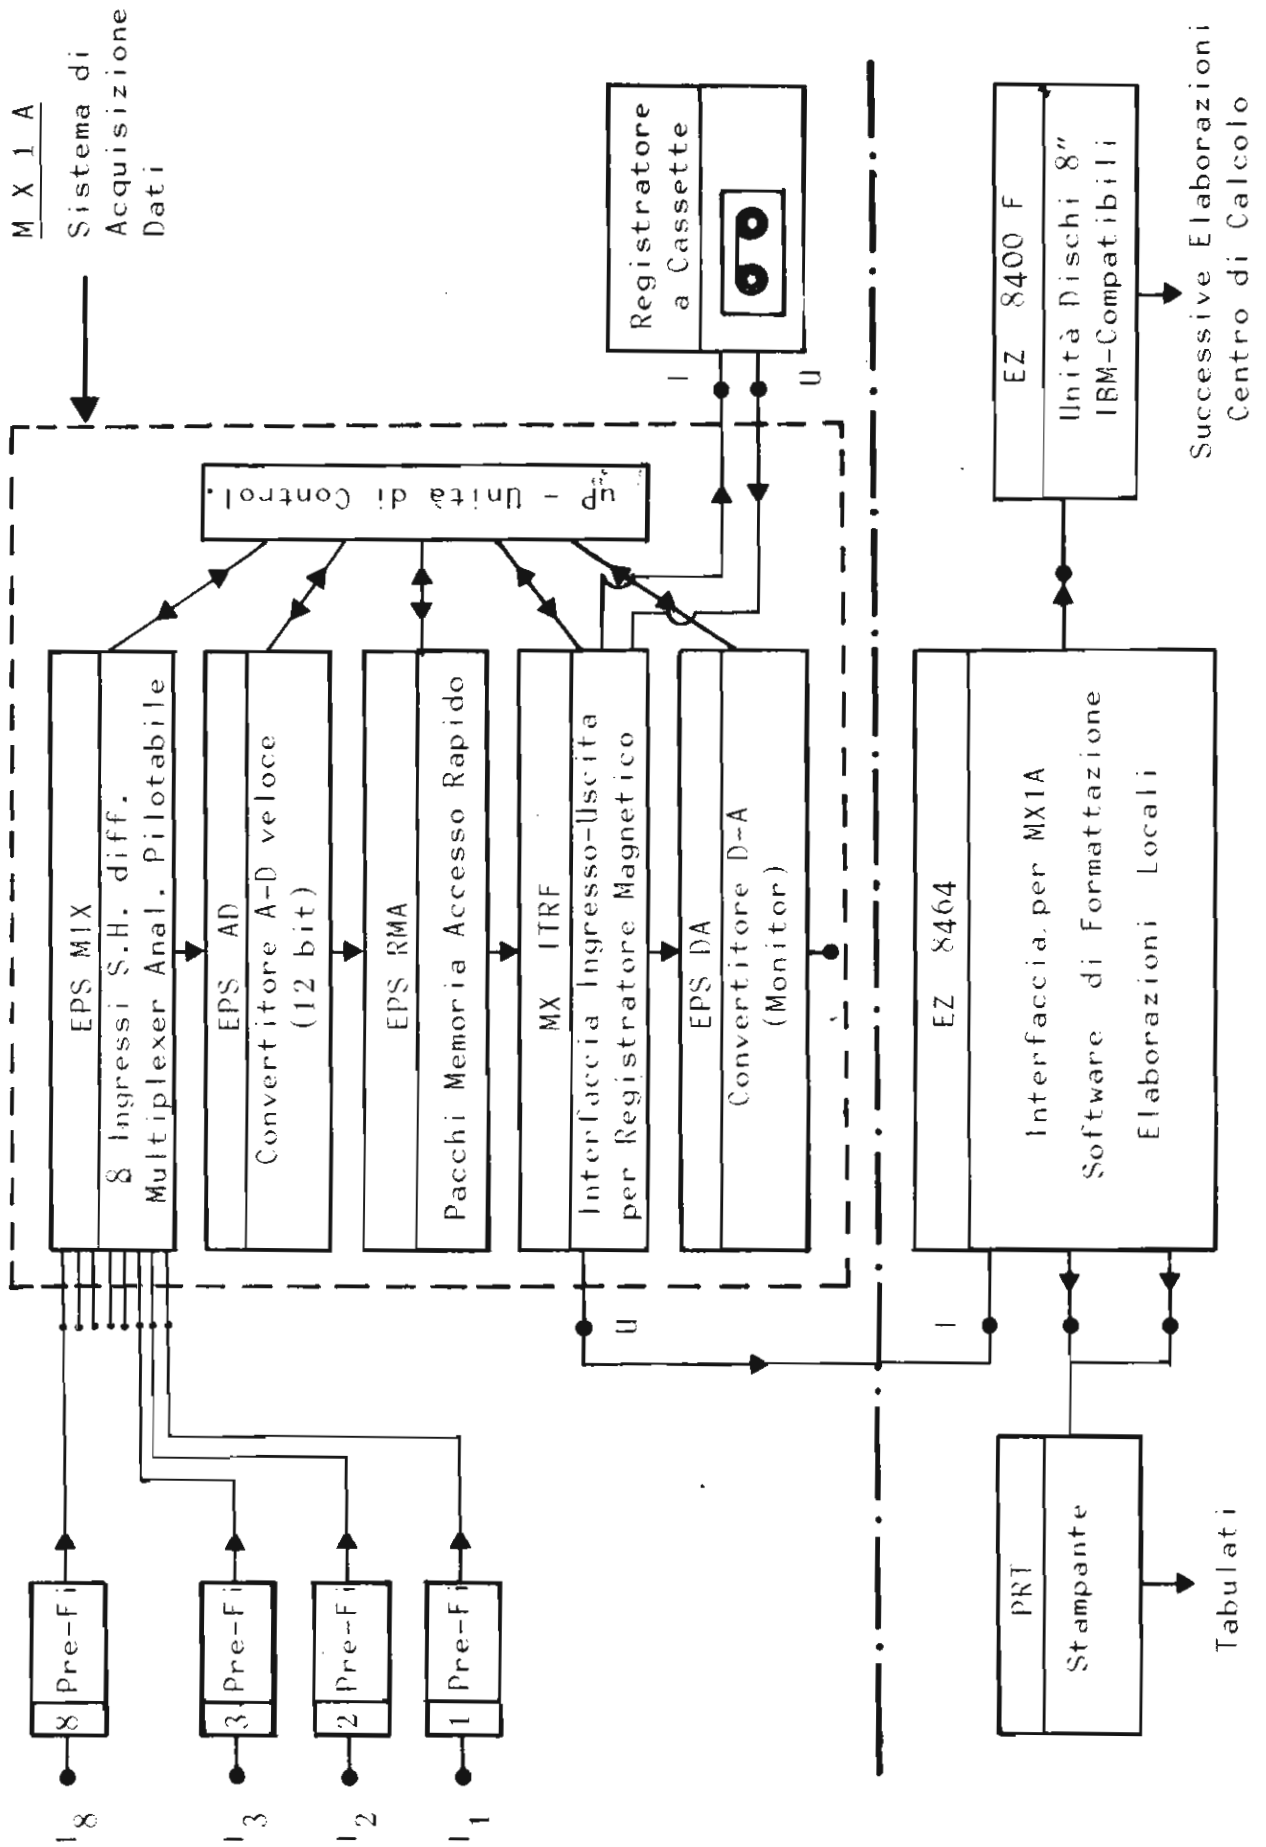 M X 1 A
Sistema di
Acquisizione
Dati
I8
8 Pre-Fi
I3
3 Pre-Fi
I2
2 Pre-Fi
I1
1 Pre-Fi
EPS MIX
8 Ingressi S.H. diff.
Multiplexer Anal. Pilotabile
EPS AD
Convertitore A-D veloce
(12 bit)
EPS RMA
Pacchi Memoria Accesso Rapido
MX ITRF
Interfaccia Ingresso-Uscita
per Registratore Magnetico
EPS DA
Convertitore D-A
(Monitor)
uP - Unità di Control.
Registratore
a Cassette
I
U
U
I
EZ 8464
Interfaccia per MX1A
Software di Formattazione
Elaborazioni Locali
EZ 8400 F
Unità Dischi 8"
IBM-Compatibili
Successive Elaborazioni
Centro di Calcolo
PRT
Stampante
Tabulati